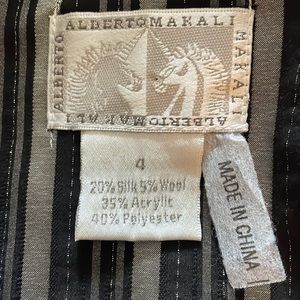 ALBERTO MAKALI
ALBERTO
MAKALI
ALBERTO MAKALI
4
20% Silk 5% Wool
35% Acrylic
40% Polyester
MADE IN CHINA